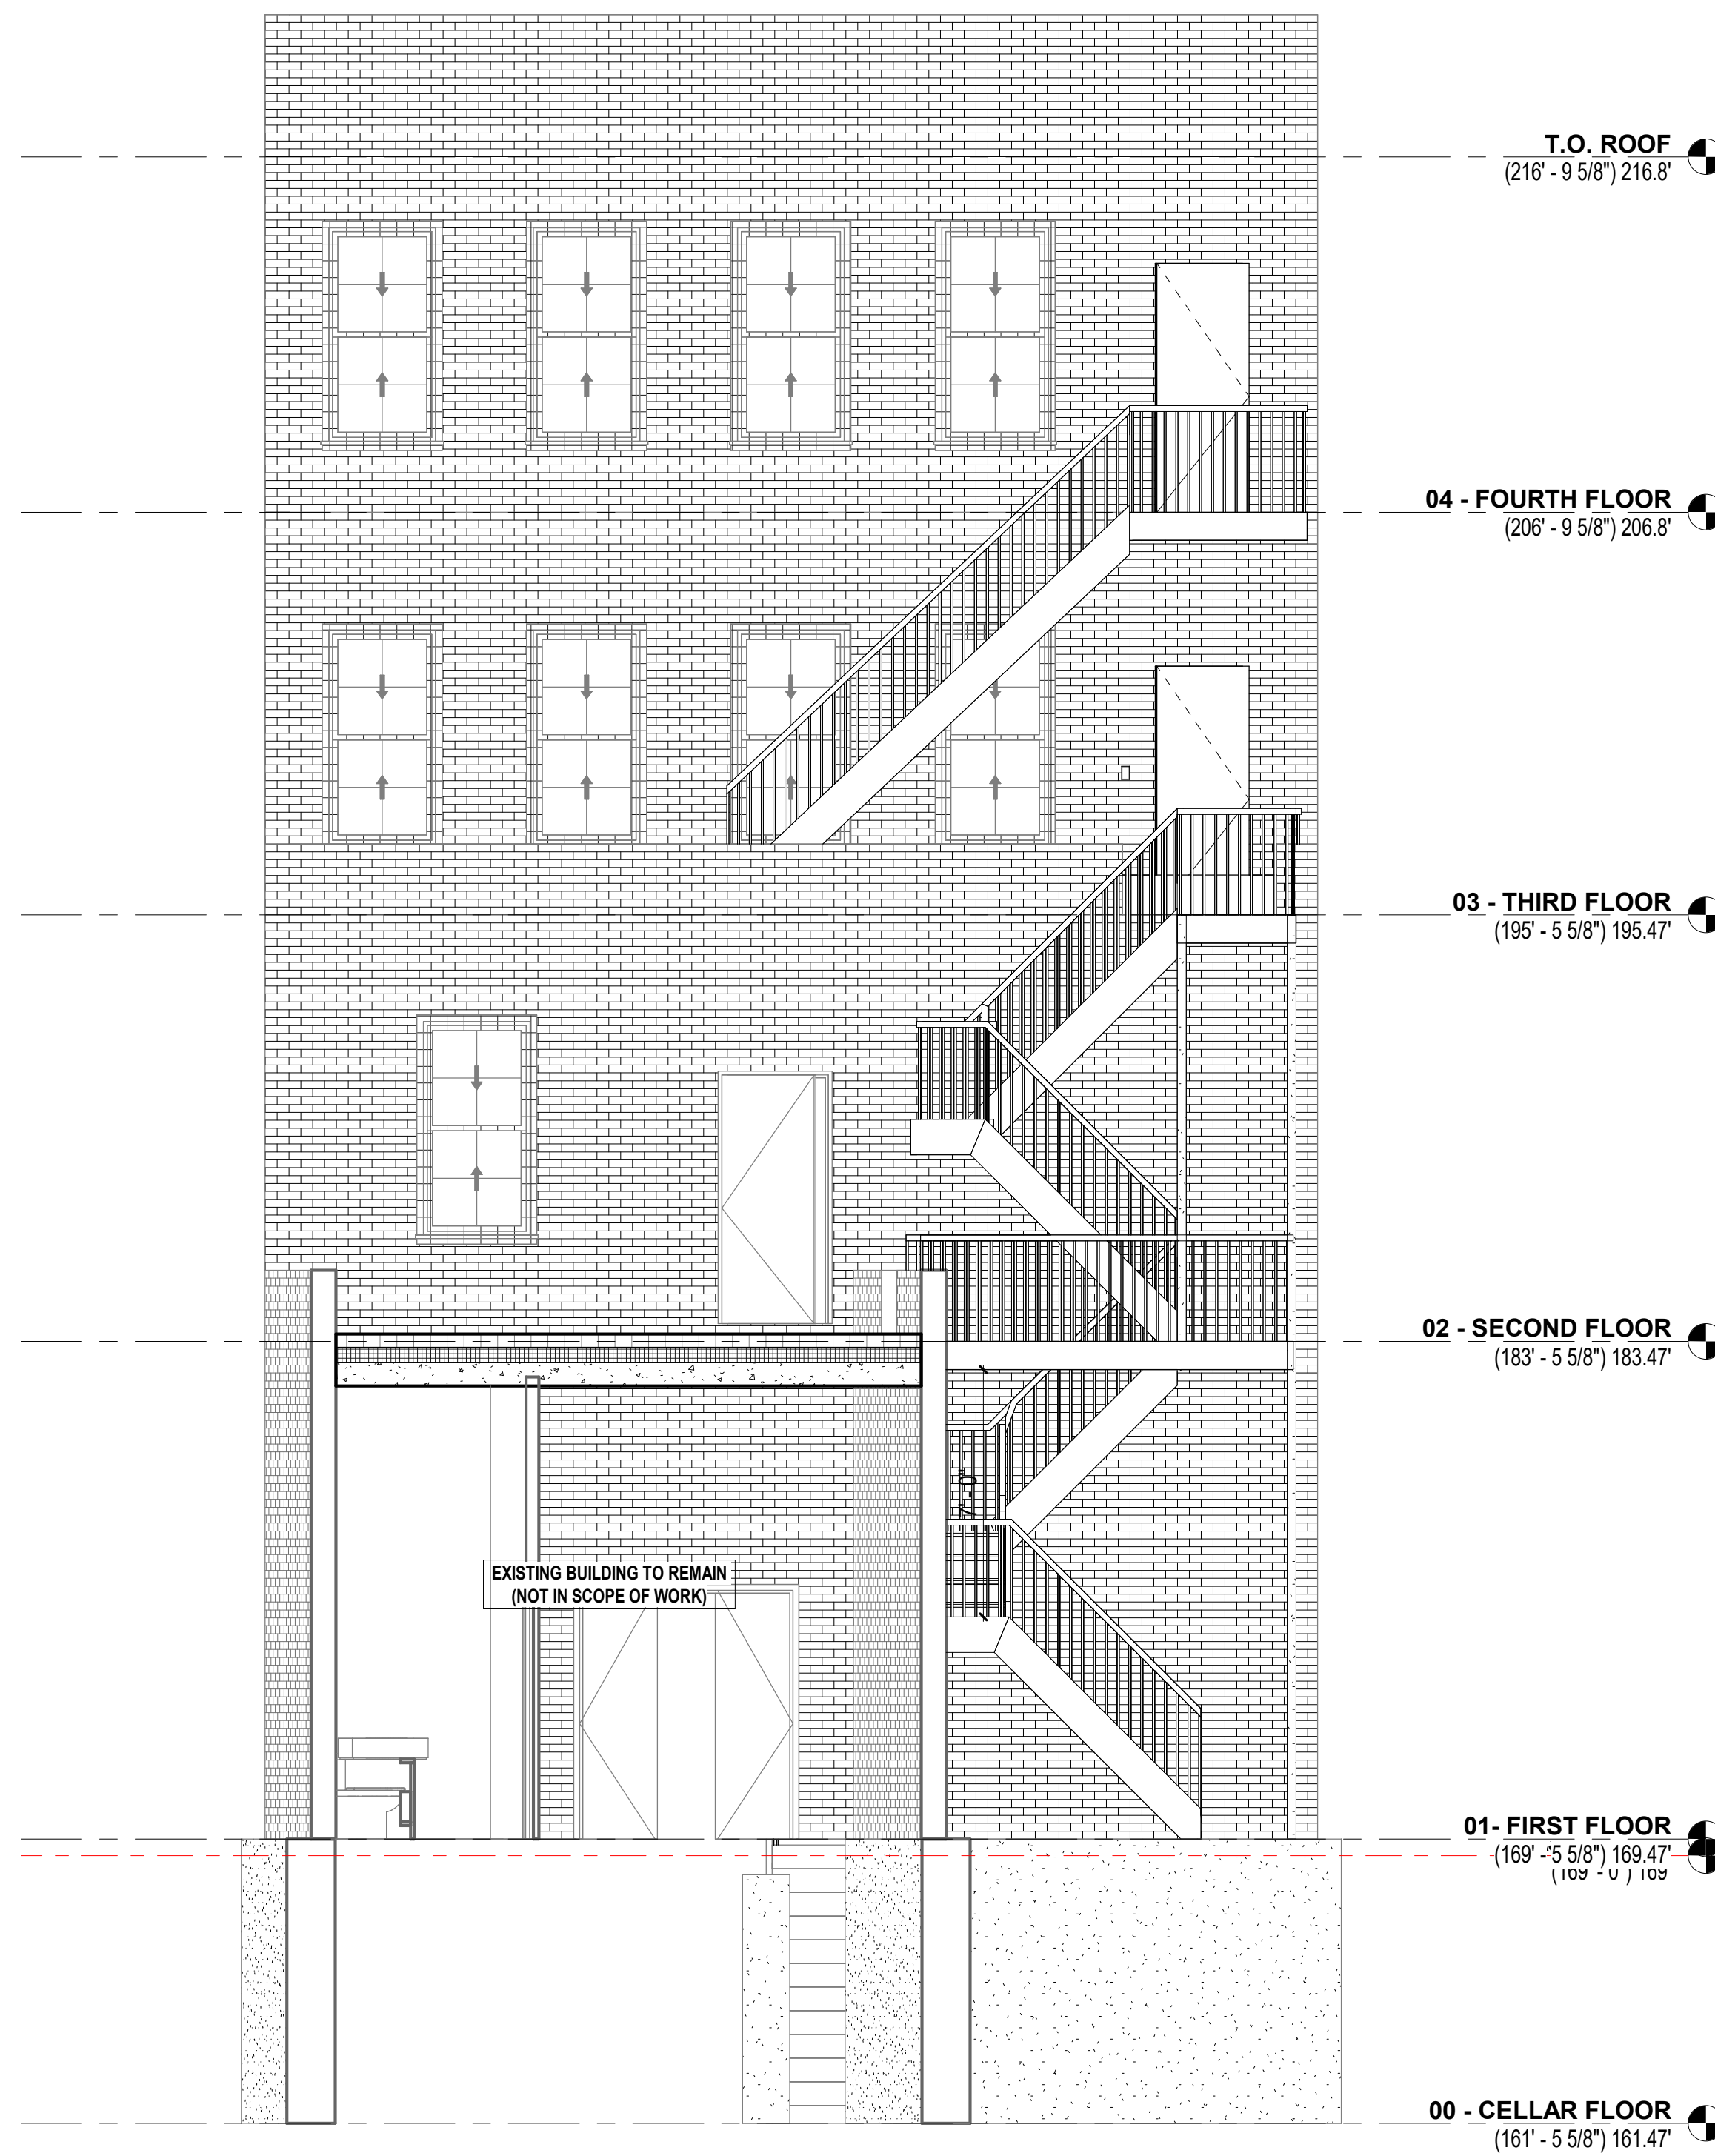 T.O. ROOF
(216' - 9 5/8") 216.8'
04 - FOURTH FLOOR
(206' - 9 5/8") 206.8'
03 - THIRD FLOOR
(195' - 5 5/8") 195.47'
02 - SECOND FLOOR
(183' - 5 5/8") 183.47'
7' - 0"
EXISTING BUILDING TO REMAIN
(NOT IN SCOPE OF WORK)
01- FIRST FLOOR
(169' - 5 5/8") 169.47'
(169' - 0") 169'
00 - CELLAR FLOOR
(161' - 5 5/8") 161.47'